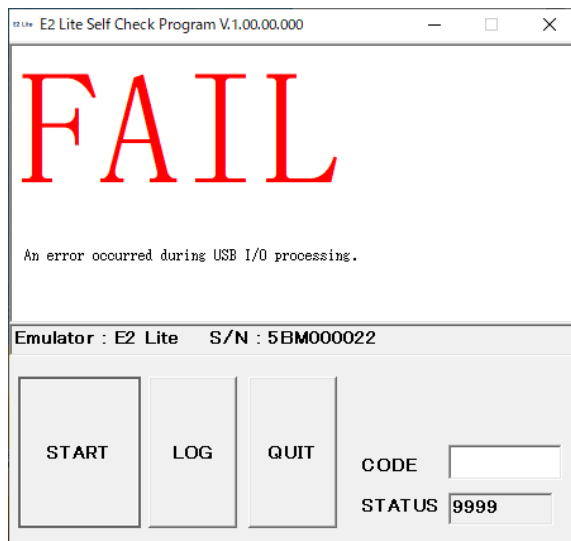 E2 Lite E2 Lite Self Check Program V.1.00.00.000
FAIL
An error occurred during USB I/O processing.
Emulator : E2 Lite S/N : 5BM000022
START LOG QUIT
CODE
STATUS 9999